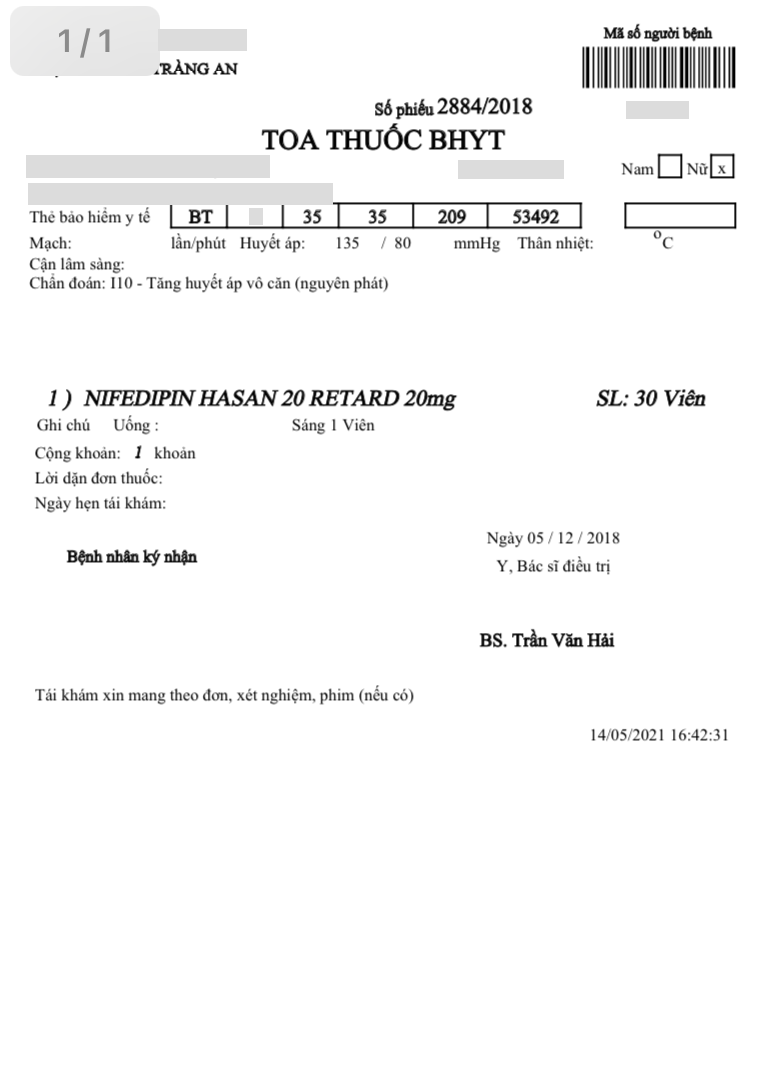 1/1
TRÀNG AN
Mã số người bệnh
Số phiếu 2884/2018
TOA THUỐC BHYT
Nam Nữ x
Thẻ bảo hiểm y tế BT 35 35 209 53492
Mạch: lần/phút Huyết áp: 135 / 80 mmHg Thân nhiệt: °C
Cận lâm sàng:
Chẩn đoán: I10 - Tăng huyết áp vô căn (nguyên phát)
1 ) NIFEDIPIN HASAN 20 RETARD 20mg SL: 30 Viên
Ghi chú Uống : Sáng 1 Viên
Cộng khoản: 1 khoản
Lời dặn đơn thuốc:
Ngày hẹn tái khám:
Ngày 05 / 12 / 2018
Bệnh nhân ký nhận
Y, Bác sĩ điều trị
BS. Trần Văn Hải
Tái khám xin mang theo đơn, xét nghiệm, phim (nếu có)
14/05/2021 16:42:31